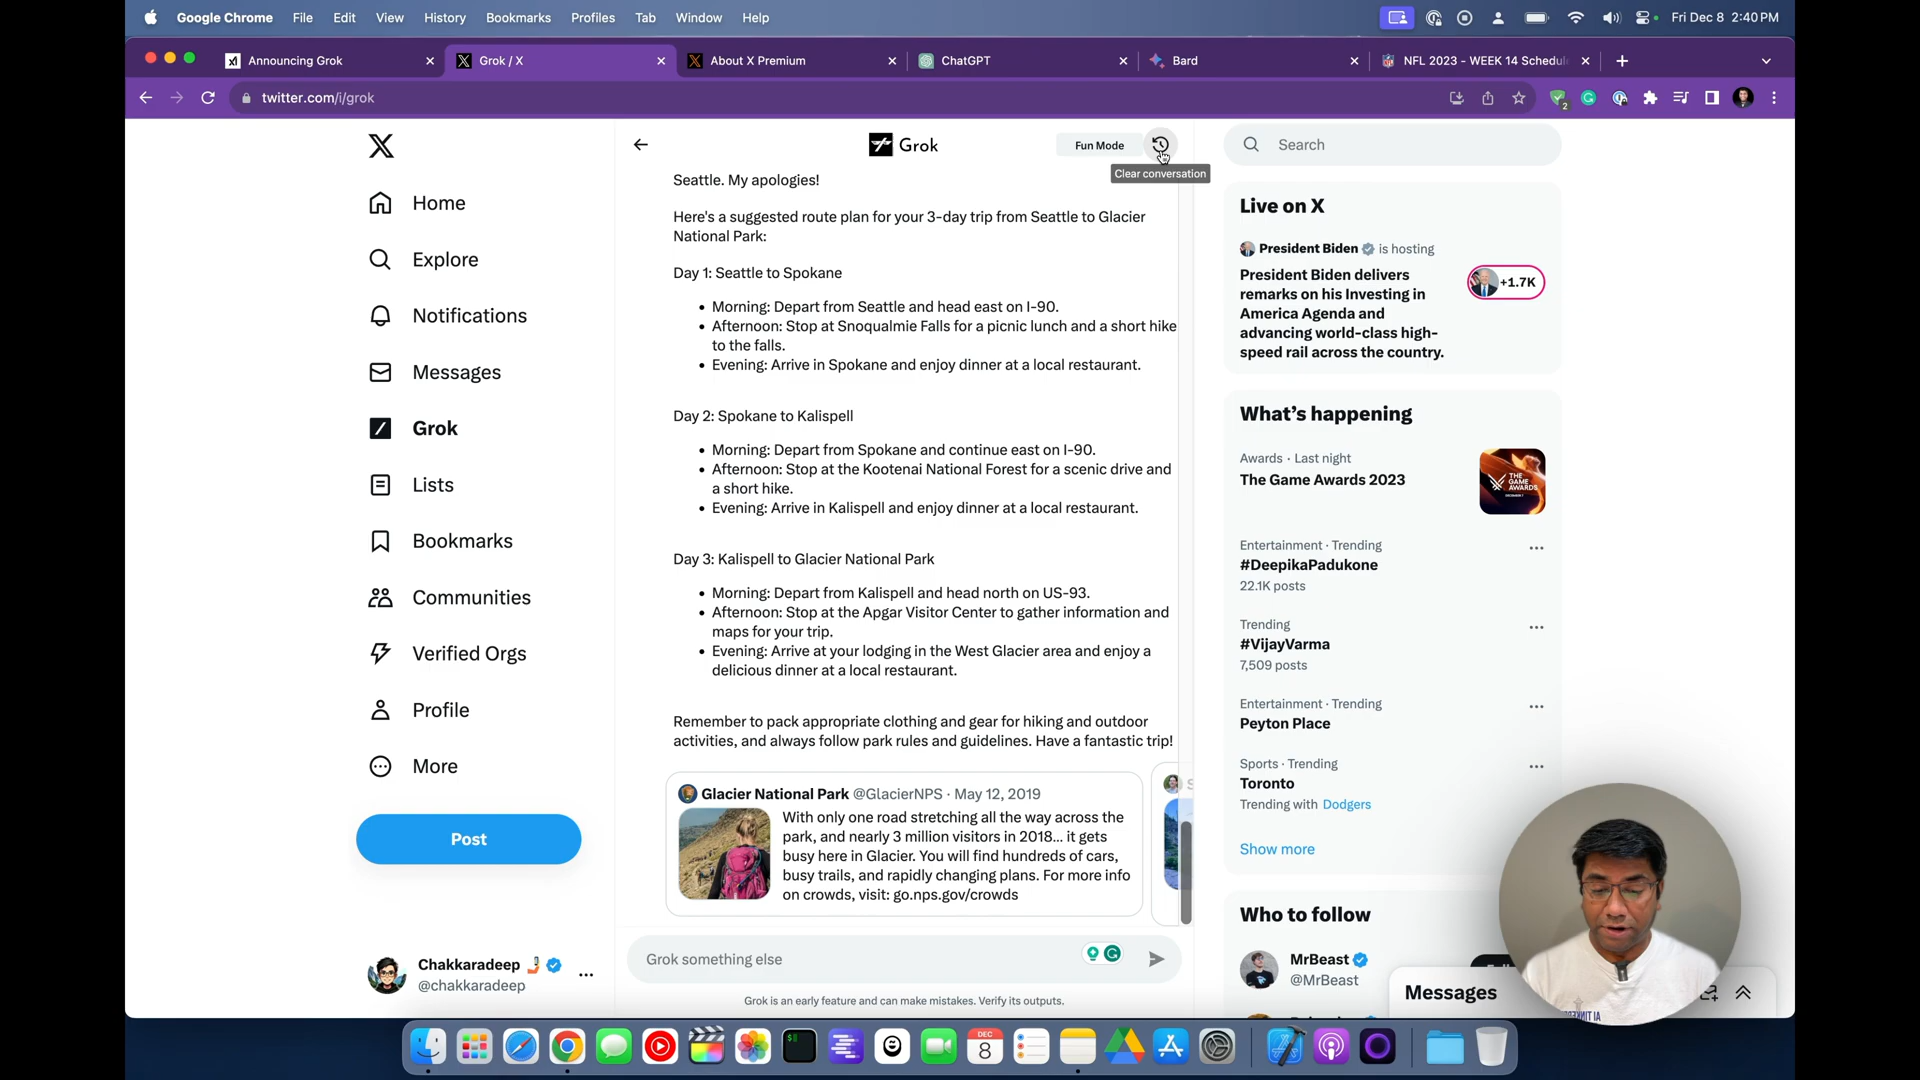 Google Chrome File Edit View History Bookmarks Profiles Tab Window Help
Fri Dec 8 2:40 PM
Announcing Grok
Grok / X
About X Premium
ChatGPT
Bard
NFL 2023 - WEEK 14 Schedul
twitter.com/i/grok
2
Home
Explore
Notifications
Messages
Grok
Lists
Bookmarks
Communities
Verified Orgs
Profile
More
Post
Chakkaradeep
@chakkaradeep
Grok
Fun Mode
Clear conversation
Seattle. My apologies!
Here's a suggested route plan for your 3-day trip from Seattle to Glacier
National Park:
Day 1: Seattle to Spokane
• Morning: Depart from Seattle and head east on I-90.
• Afternoon: Stop at Snoqualmie Falls for a picnic lunch and a short hike
to the falls.
• Evening: Arrive in Spokane and enjoy dinner at a local restaurant.
Day 2: Spokane to Kalispell
• Morning: Depart from Spokane and continue east on I-90.
• Afternoon: Stop at the Kootenai National Forest for a scenic drive and
a short hike.
• Evening: Arrive in Kalispell and enjoy dinner at a local restaurant.
Day 3: Kalispell to Glacier National Park
• Morning: Depart from Kalispell and head north on US-93.
• Afternoon: Stop at the Apgar Visitor Center to gather information and
maps for your trip.
• Evening: Arrive at your lodging in the West Glacier area and enjoy a
delicious dinner at a local restaurant.
Remember to pack appropriate clothing and gear for hiking and outdoor
activities, and always follow park rules and guidelines. Have a fantastic trip!
Glacier National Park @GlacierNPS · May 12, 2019
With only one road stretching all the way across the
park, and nearly 3 million visitors in 2018... it gets
busy here in Glacier. You will find hundreds of cars,
busy trails, and rapidly changing plans. For more info
on crowds, visit: go.nps.gov/crowds
Grok something else
Grok is an early feature and can make mistakes. Verify its outputs.
Search
Live on X
President Biden is hosting
President Biden delivers
remarks on his Investing in
America Agenda and
advancing world-class high-
speed rail across the country.
+1.7K
What's happening
Awards · Last night
The Game Awards 2023
THE
GAME
AWARDS
Entertainment · Trending
#DeepikaPadukone
22.1K posts
Trending
#VijayVarma
7,509 posts
Entertainment · Trending
Peyton Place
Sports · Trending
Toronto
Trending with Dodgers
Show more
Who to follow
MrBeast
@MrBeast
Messages
DEC
8